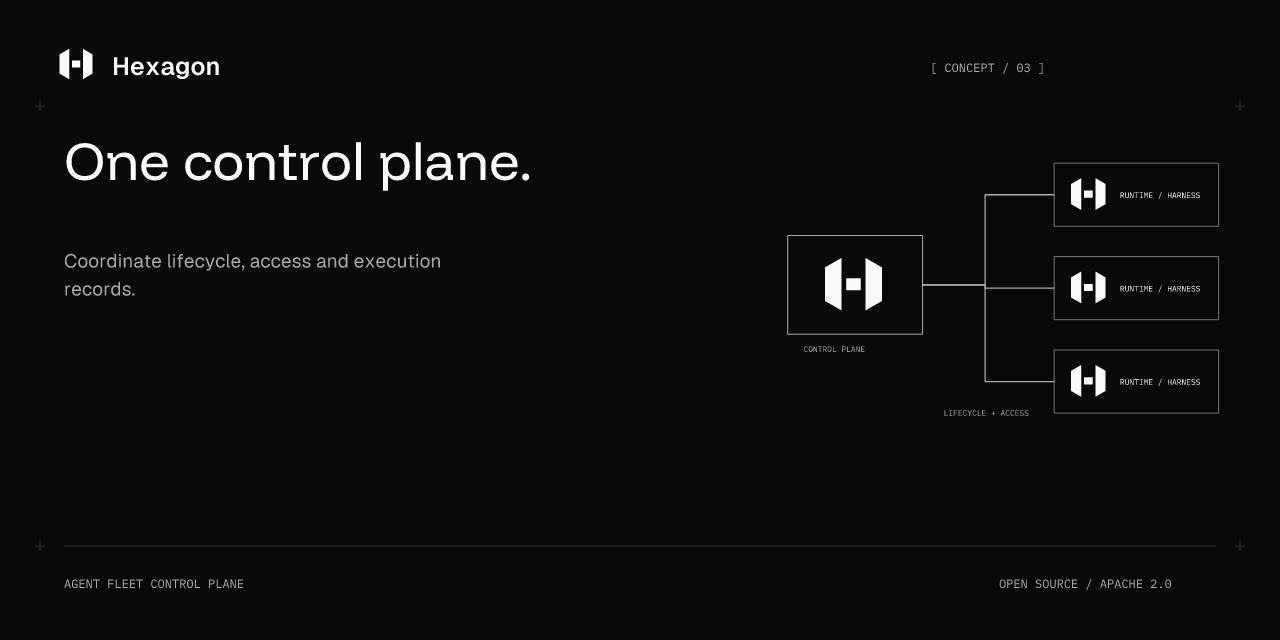 Hexagon
[ CONCEPT / 03 ]
One control plane.
Coordinate lifecycle, access and execution
records.
RUNTIME / HARNESS
RUNTIME / HARNESS
CONTROL PLANE
RUNTIME / HARNESS
LIFECYCLE + ACCESS
AGENT FLEET CONTROL PLANE
OPEN SOURCE / APACHE 2.0